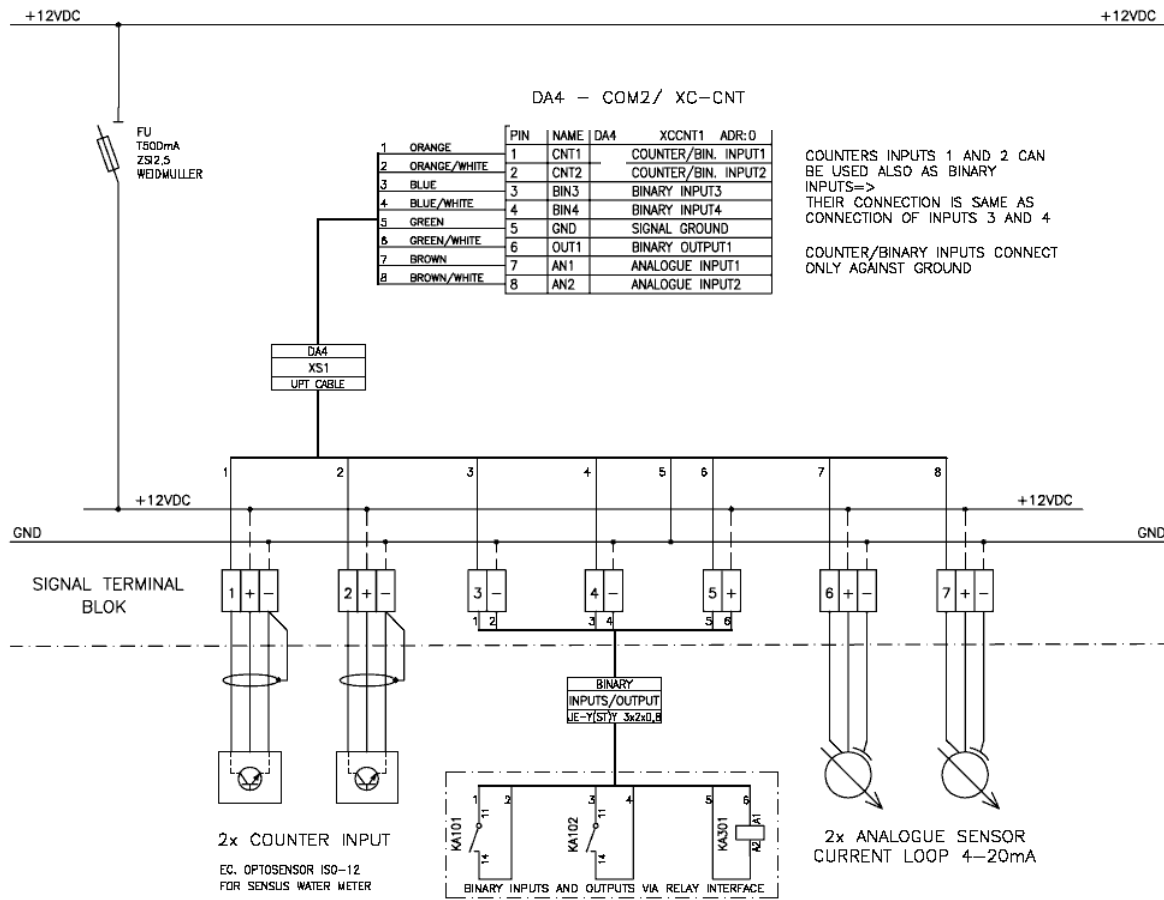 +12VDC +12VDC
DA4 - COM2/ XC-CNT
FU
T500mA
ZSI2,5
WEIDMULLER
PIN NAME DA4 XCCNT1 ADR:0
1 ORANGE 1 CNT1 COUNTER/BIN. INPUT1
2 ORANGE/WHITE 2 CNT2 COUNTER/BIN. INPUT2
3 BLUE 3 BIN3 BINARY INPUT3
4 BLUE/WHITE 4 BIN4 BINARY INPUT4
5 GREEN 5 GND SIGNAL GROUND
6 GREEN/WHITE 6 OUT1 BINARY OUTPUT1
7 BROWN 7 AN1 ANALOGUE INPUT1
8 BROWN/WHITE 8 AN2 ANALOGUE INPUT2
COUNTERS INPUTS 1 AND 2 CAN
BE USED ALSO AS BINARY
INPUTS=>
THEIR CONNECTION IS SAME AS
CONNECTION OF INPUTS 3 AND 4
COUNTER/BINARY INPUTS CONNECT
ONLY AGAINST GROUND
DA4
XS1
UPT CABLE
1 2 3 4 5 6 7 8
+12VDC +12VDC
GND GND
SIGNAL TERMINAL
BLOK
1 + - 2 + - 3 - 4 - 5 + 6 + - 7 + -
1 2 3 4 5 6
BINARY
INPUTS/OUTPUT
JE-Y(ST)Y 3x2x0,8
1 2 3 4 5 6
KA101 11 14 KA102 11 14 KA301 A1 A2
BINARY INPUTS AND OUTPUTS VIA RELAY INTERFACE
2x COUNTER INPUT
EC. OPTOSENSOR ISO-12
FOR SENSUS WATER METER
2x ANALOGUE SENSOR
CURRENT LOOP 4-20mA